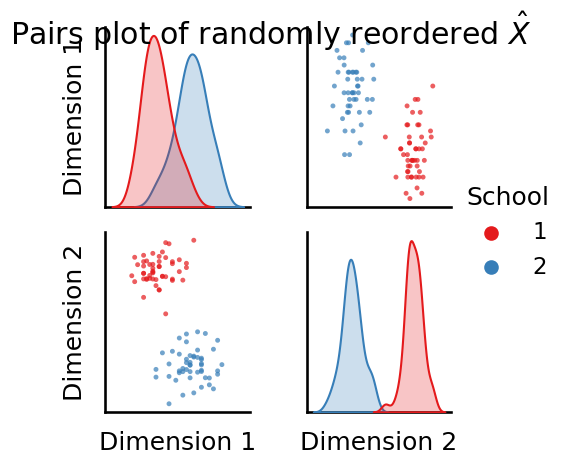 Pairs plot of randomly reordered X̂
Dimension 1
Dimension 2
School
1
2
Dimension 1
Dimension 2